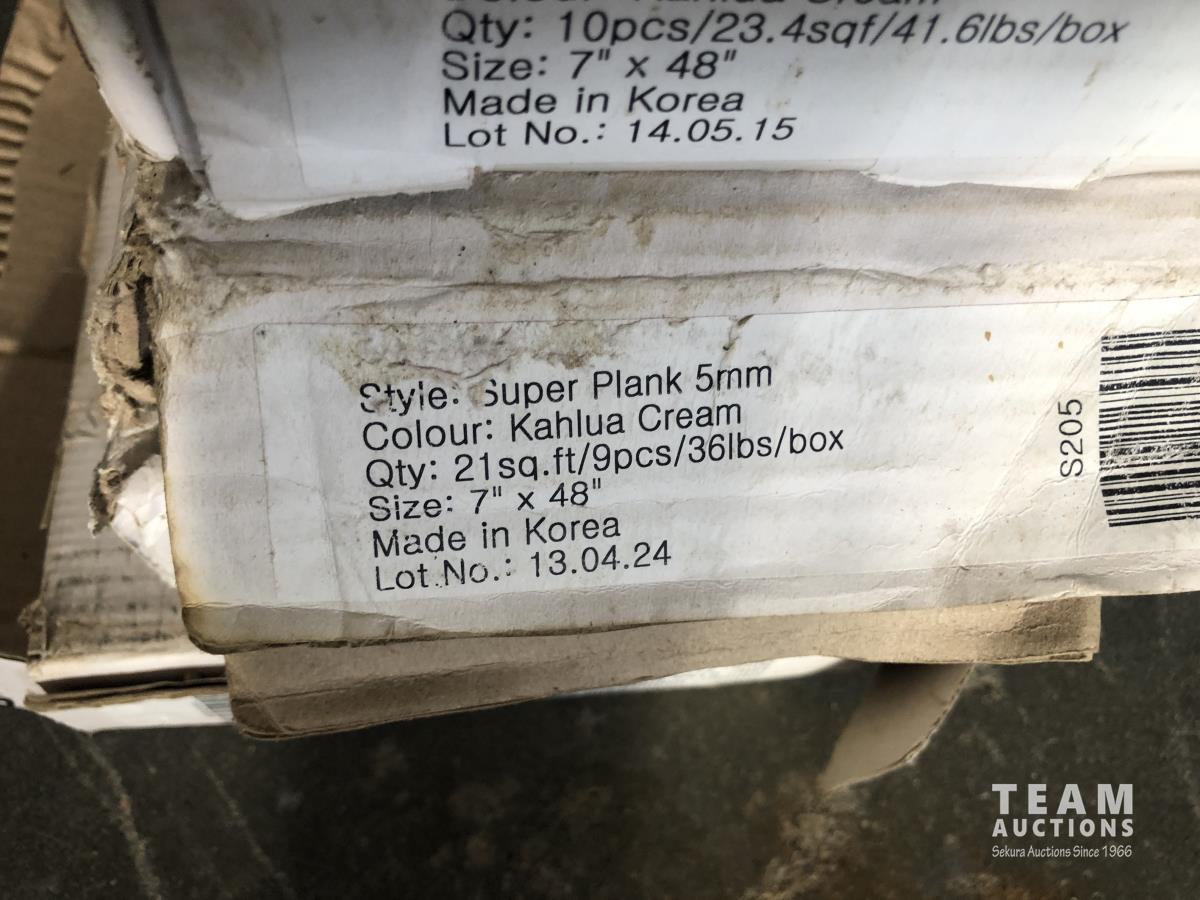 Qty: 10pcs/23.4sqf/41.6lbs/box
Size: 7" x 48"
Made in Korea
Lot No.: 14.05.15
Style: Super Plank 5mm
Colour: Kahlua Cream
Qty: 21sq.ft/9pcs/36lbs/box
Size: 7" x 48"
Made in Korea
Lot No.: 13.04.24
S205
TEAM
AUCTIONS
Sekura Auctions Since 1966